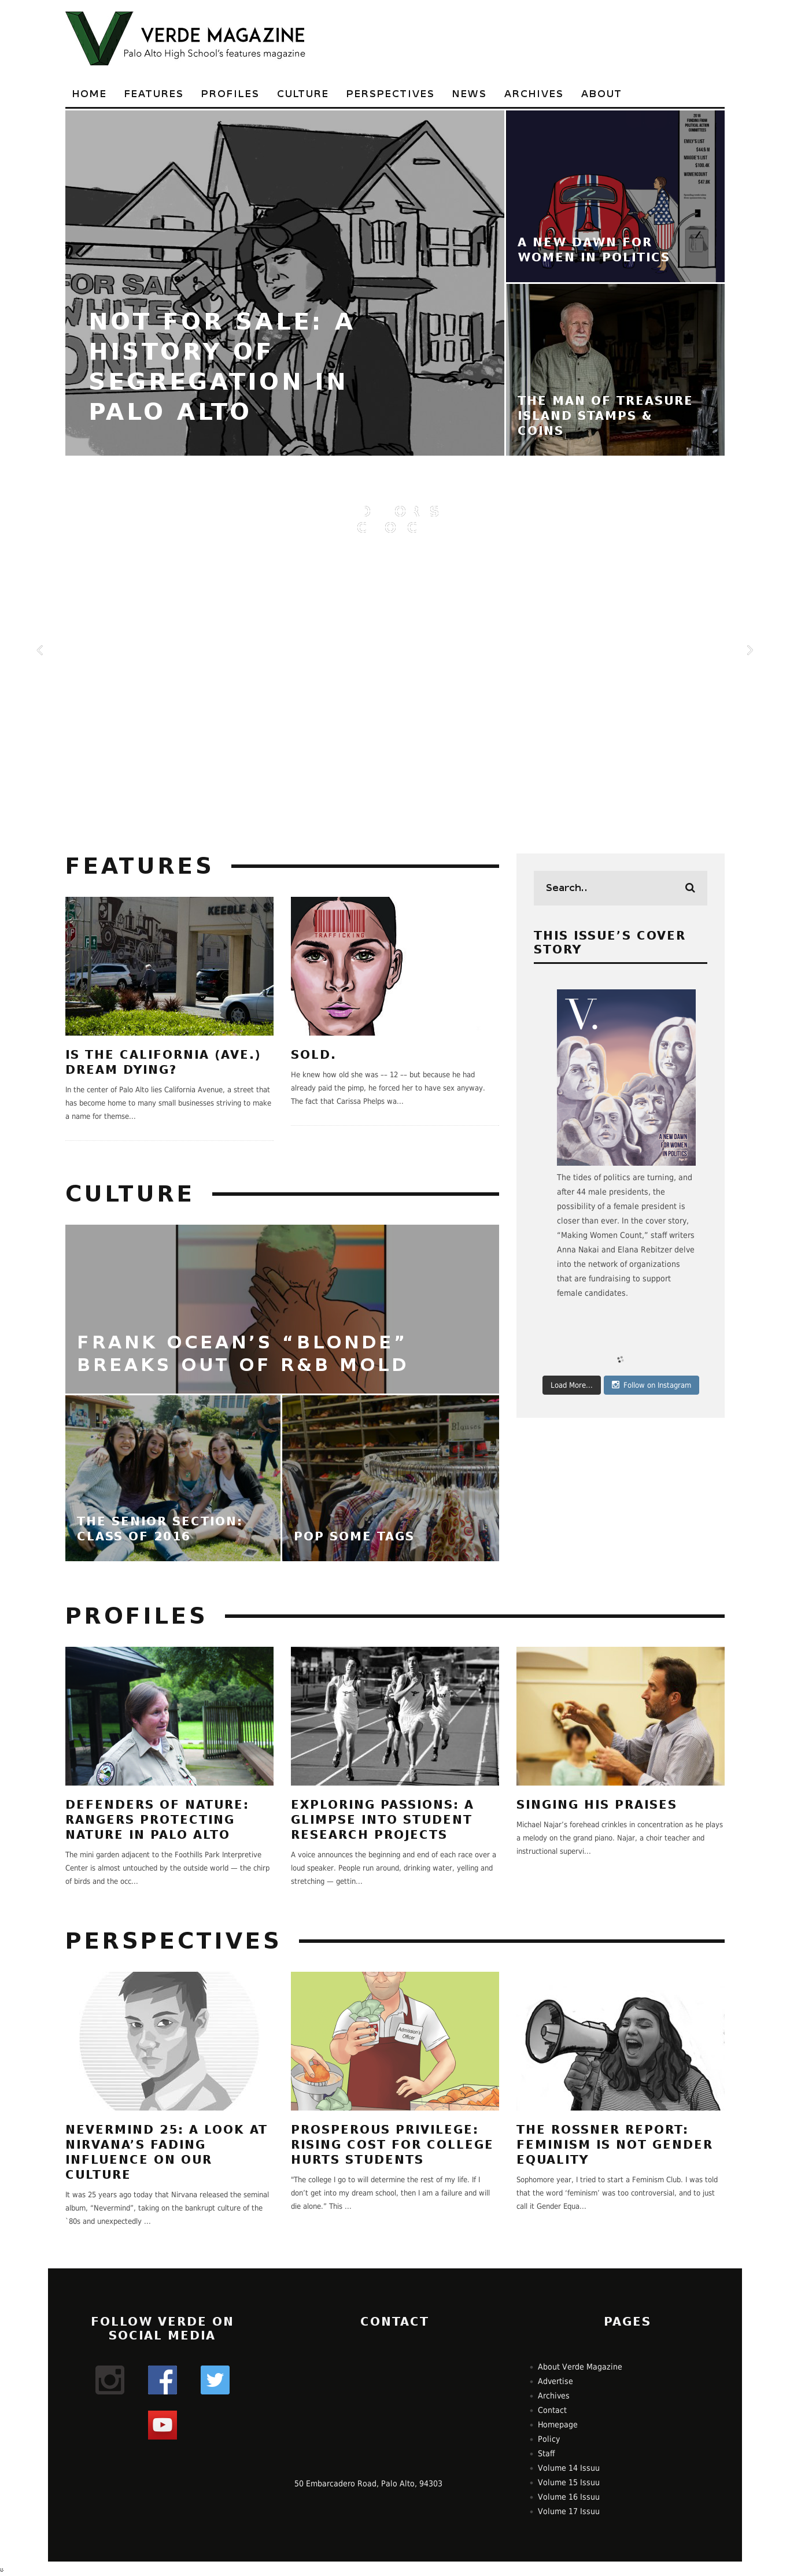 VERDE MAGAZINE
Palo Alto High School's features magazine
HOME FEATURES PROFILES CULTURE PERSPECTIVES NEWS ARCHIVES ABOUT
FOR SALE
NOT FOR SALE: A
HISTORY OF
SEGREGATION IN
PALO ALTO
A NEW DAWN FOR
WOMEN IN POLITICS
THE MAN OF TREASURE
ISLAND STAMPS &
COINS
FEATURES
KEEBLE & S
IS THE CALIFORNIA (AVE.)
DREAM DYING?
In the center of Palo Alto lies California Avenue, a street that
has become home to many small businesses striving to make
a name for themse...
TRAFFICKING
SOLD.
He knew how old she was –– 12 –– but because he had
already paid the pimp, he forced her to have sex anyway.
The fact that Carissa Phelps wa...
Search..
THIS ISSUE’S COVER
STORY
V.
A NEW DAWN
FOR WOMEN
IN POLITICS
The tides of politics are turning, and
after 44 male presidents, the
possibility of a female president is
closer than ever. In the cover story,
“Making Women Count,” staff writers
Anna Nakai and Elana Rebitzer delve
into the network of organizations
that are fundraising to support
female candidates.
Load More...
Follow on Instagram
CULTURE
FRANK OCEAN’S “BLONDE”
BREAKS OUT OF R&B MOLD
THE SENIOR SECTION:
CLASS OF 2016
Blouses
POP SOME TAGS
PROFILES
DEFENDERS OF NATURE:
RANGERS PROTECTING
NATURE IN PALO ALTO
The mini garden adjacent to the Foothills Park Interpretive
Center is almost untouched by the outside world — the chirp
of birds and the occ...
EXPLORING PASSIONS: A
GLIMPSE INTO STUDENT
RESEARCH PROJECTS
A voice announces the beginning and end of each race over a
loud speaker. People run around, drinking water, yelling and
stretching — gettin...
SINGING HIS PRAISES
Michael Najar’s forehead crinkles in concentration as he plays
a melody on the grand piano. Najar, a choir teacher and
instructional supervi...
PERSPECTIVES
NEVERMIND 25: A LOOK AT
NIRVANA’S FADING
INFLUENCE ON OUR
CULTURE
It was 25 years ago today that Nirvana released the seminal
album, “Nevermind”, taking on the bankrupt culture of the
`80s and unexpectedly ...
Admission's
Officer
PROSPEROUS PRIVILEGE:
RISING COST FOR COLLEGE
HURTS STUDENTS
"The college I go to will determine the rest of my life. If I
don’t get into my dream school, then I am a failure and will
die alone." This ...
THE ROSSNER REPORT:
FEMINISM IS NOT GENDER
EQUALITY
Sophomore year, I tried to start a Feminism Club. I was told
that the word ‘feminism’ was too controversial, and to just
call it Gender Equa...
FOLLOW VERDE ON
SOCIAL MEDIA
CONTACT
50 Embarcadero Road, Palo Alto, 94303
PAGES
About Verde Magazine
Advertise
Archives
Contact
Homepage
Policy
Staff
Volume 14 Issuu
Volume 15 Issuu
Volume 16 Issuu
Volume 17 Issuu